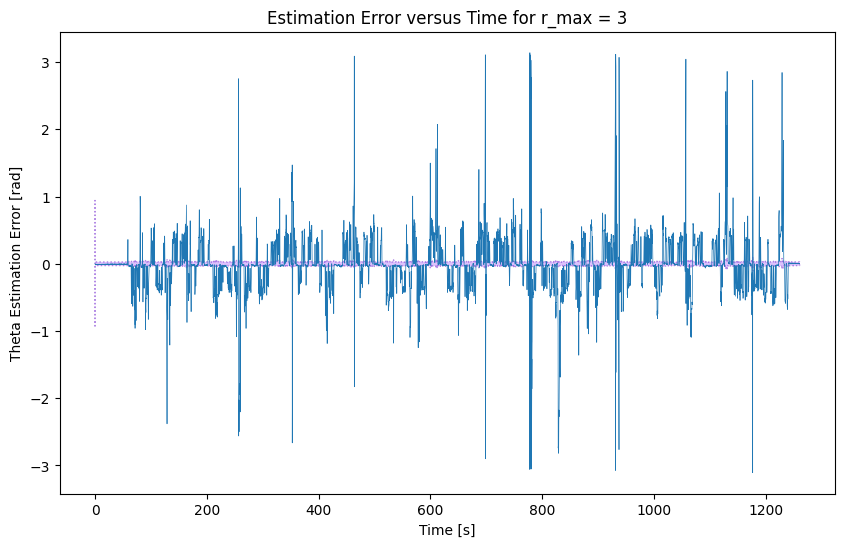 Estimation Error versus Time for r_max = 3
Theta Estimation Error [rad]
3
2
1
0
−1
−2
−3
0 200 400 600 800 1000 1200
Time [s]